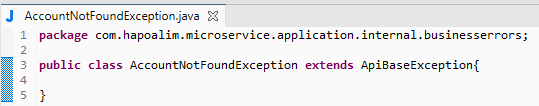 AccountNotFoundException.java
1 package com.hapoalim.microservice.application.internal.businesserrors;
2
3 public class AccountNotFoundException extends ApiBaseException{
4
5 }